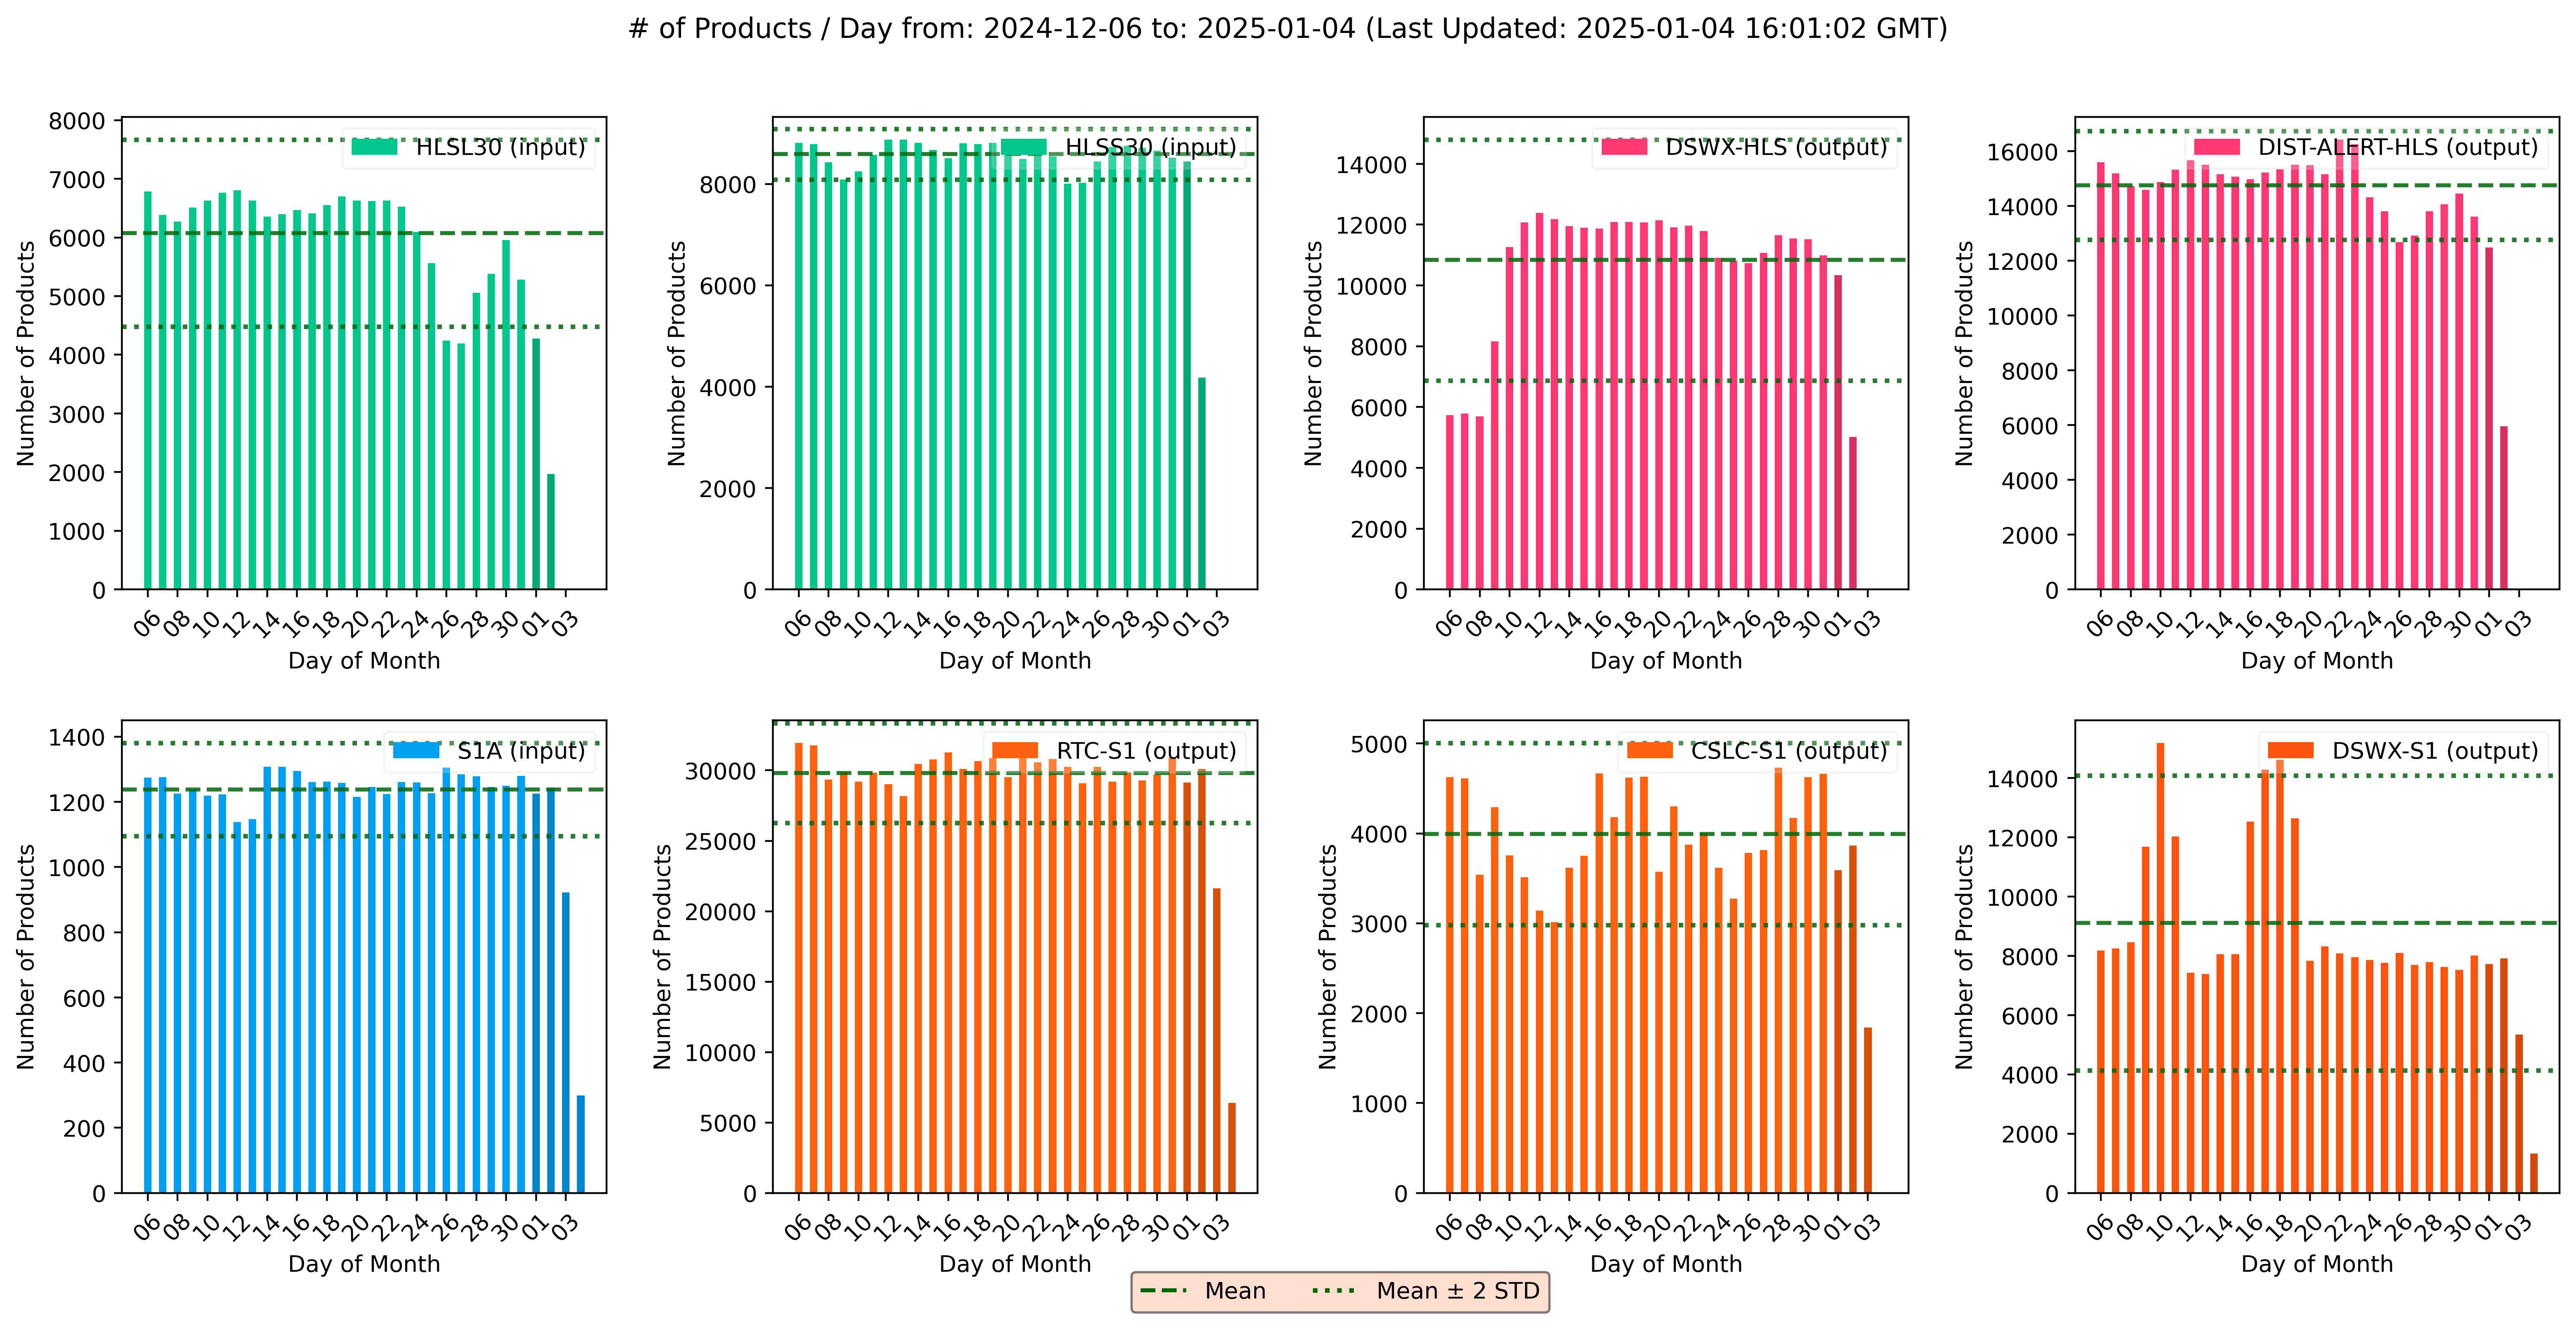 # of Products / Day from: 2024-12-06 to: 2025-01-04 (Last Updated: 2025-01-04 16:01:02 GMT)
HLSL30 (input)
Number of Products
8000
7000
6000
5000
4000
3000
2000
1000
0
06 08 10 12 14 16 18 20 22 24 26 28 30 01 03
Day of Month
HLSS30 (input)
Number of Products
8000
6000
4000
2000
0
06 08 10 12 14 16 18 20 22 24 26 28 30 01 03
Day of Month
DSWX-HLS (output)
Number of Products
14000
12000
10000
8000
6000
4000
2000
0
06 08 10 12 14 16 18 20 22 24 26 28 30 01 03
Day of Month
DIST-ALERT-HLS (output)
Number of Products
16000
14000
12000
10000
8000
6000
4000
2000
0
06 08 10 12 14 16 18 20 22 24 26 28 30 01 03
Day of Month
S1A (input)
Number of Products
1400
1200
1000
800
600
400
200
0
06 08 10 12 14 16 18 20 22 24 26 28 30 01 03
Day of Month
RTC-S1 (output)
Number of Products
30000
25000
20000
15000
10000
5000
0
06 08 10 12 14 16 18 20 22 24 26 28 30 01 03
Day of Month
CSLC-S1 (output)
Number of Products
5000
4000
3000
2000
1000
0
06 08 10 12 14 16 18 20 22 24 26 28 30 01 03
Day of Month
DSWX-S1 (output)
Number of Products
14000
12000
10000
8000
6000
4000
2000
0
06 08 10 12 14 16 18 20 22 24 26 28 30 01 03
Day of Month
Mean
Mean ± 2 STD